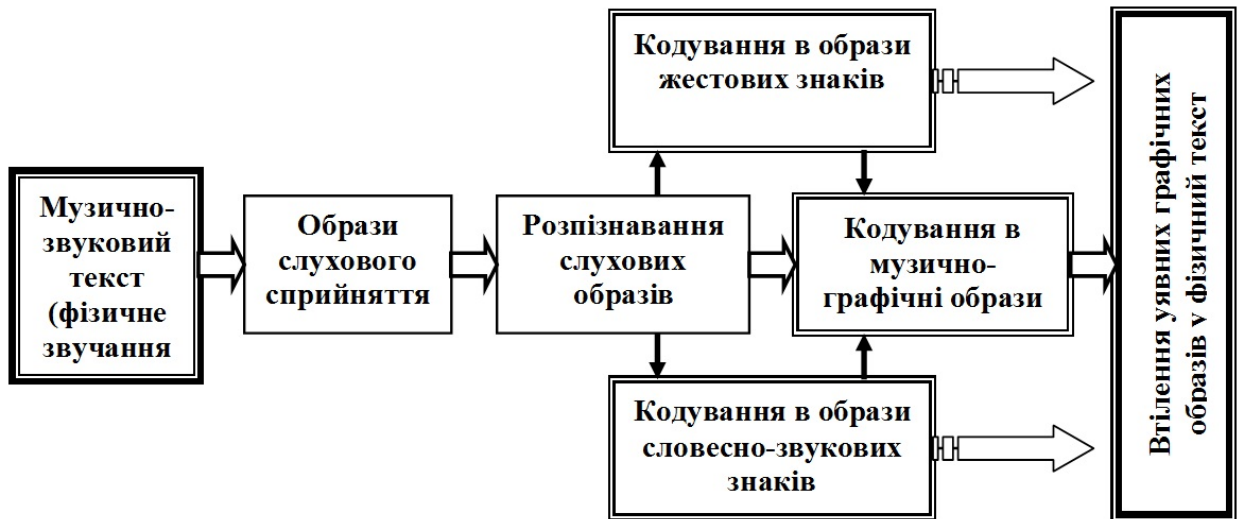 Музично-
звуковий
текст
(фізичне
звучання
Образи
слухового
сприйняття
Розпізнавання
слухових
образів
Кодування в образи
жестових знаків
Кодування в
музично-
графічні образи
Кодування в образи
словесно-звукових
знаків
Втілення уявних графічних
образів у фізичний текст